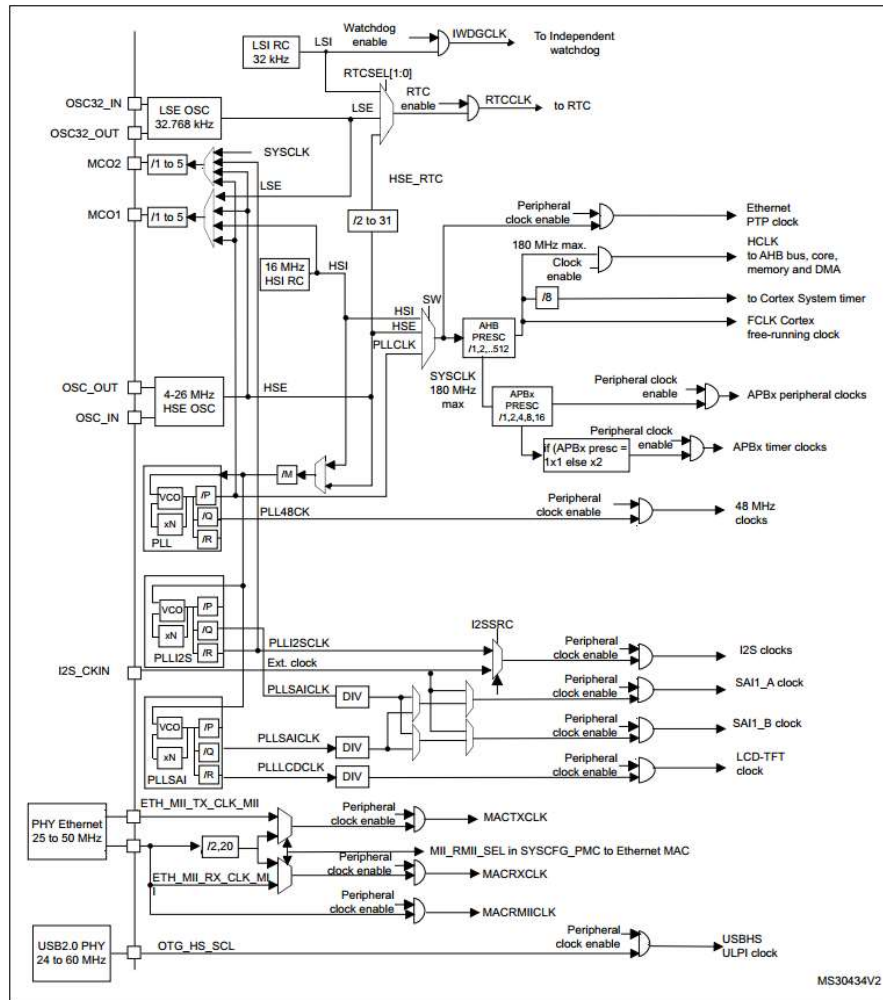 LSI RC
32 kHz
LSI
Watchdog
enable
IWDGCLK
To Independent
watchdog
RTCSEL[1:0]
RTC
enable
RTCCLK
to RTC
OSC32_IN
LSE OSC
32.768 kHz
LSE
OSC32_OUT
SYSCLK
MCO2
/1 to 5
HSE_RTC
LSE
MCO1
/1 to 5
/2 to 31
Peripheral
clock enable
Ethernet
PTP clock
180 MHz max.
HCLK
to AHB bus, core,
memory and DMA
Clock
enable
16 MHz
HSI RC
HSI
/8
to Cortex System timer
SW
HSI
HSE
PLLCLK
AHB
PRESC
/1,2,..512
FCLK Cortex
free-running clock
SYSCLK
180 MHz
max
OSC_OUT
OSC_IN
4-26 MHz
HSE OSC
HSE
APBx
PRESC
/1,2,4,8,16
Peripheral clock
enable
APBx peripheral clocks
if (APBx presc =
1x1 else x2
Peripheral clock
enable
APBx timer clocks
/M
VCO
xN
/P
/Q
/R
PLL
PLL48CK
Peripheral
clock enable
48 MHz
clocks
VCO
xN
/P
/Q
/R
PLLI2S
PLLI2SCLK
I2SSRC
Peripheral
clock enable
I2S clocks
I2S_CKIN
Ext. clock
PLLSAICLK
DIV
Peripheral
clock enable
SAI1_A clock
VCO
xN
/P
/Q
/R
PLLSAI
PLLSAICLK
DIV
Peripheral
clock enable
SAI1_B clock
PLLLCDCLK
DIV
Peripheral
clock enable
LCD-TFT
clock
PHY Ethernet
25 to 50 MHz
ETH_MII_TX_CLK_MII
Peripheral
clock enable
MACTXCLK
/2,20
MII_RMII_SEL in SYSCFG_PMC to Ethernet MAC
ETH_MII_RX_CLK_MI
I
Peripheral
clock enable
MACRXCLK
Peripheral
clock enable
MACRMIICLK
USB2.0 PHY
24 to 60 MHz
OTG_HS_SCL
Peripheral
clock enable
USBHS
ULPI clock
MS30434V2